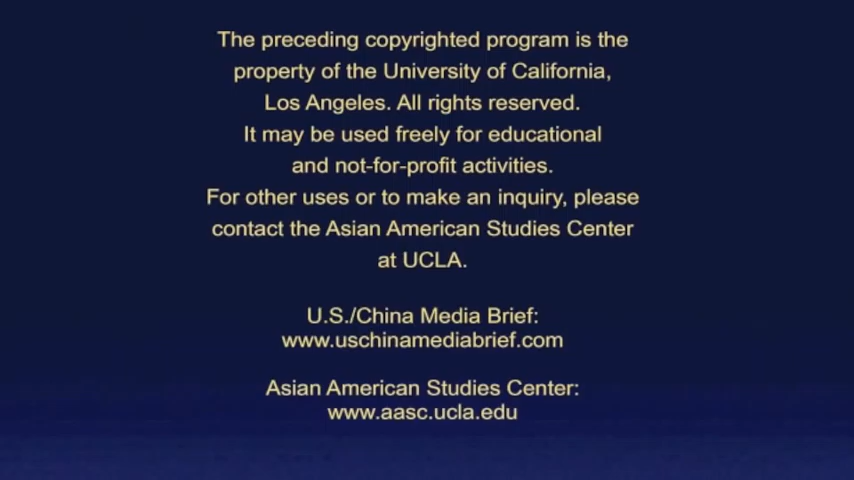 The preceding copyrighted program is the
property of the University of California,
Los Angeles. All rights reserved.
It may be used freely for educational
and not-for-profit activities.
For other uses or to make an inquiry, please
contact the Asian American Studies Center
at UCLA.
U.S./China Media Brief:
www.uschinamediabrief.com
Asian American Studies Center:
www.aasc.ucla.edu